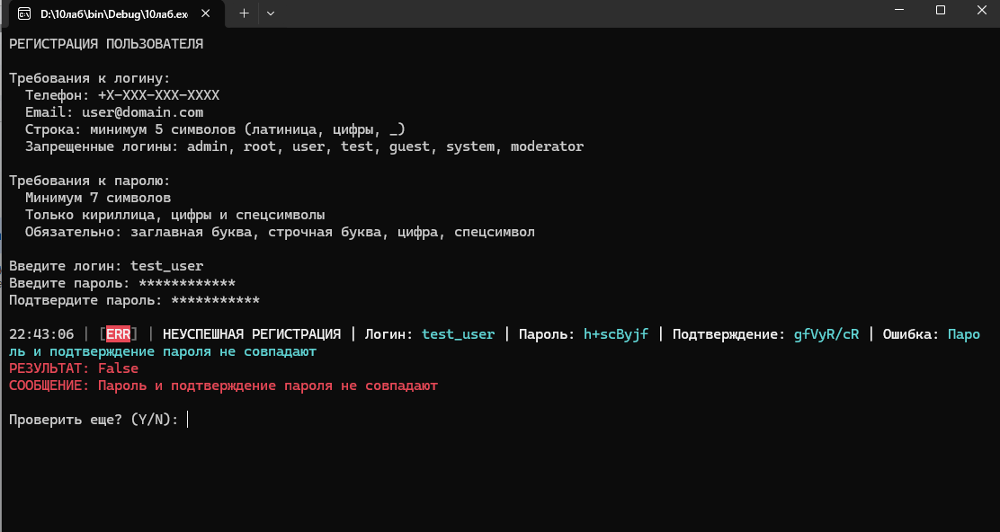 D:\10лаб\bin\Debug\10лаб.ex
РЕГИСТРАЦИЯ ПОЛЬЗОВАТЕЛЯ
Требования к логину:
Телефон: +X-XXX-XXX-XXXX
Email: user@domain.com
Строка: минимум 5 символов (латиница, цифры, _)
Запрещенные логины: admin, root, user, test, guest, system, moderator
Требования к паролю:
Минимум 7 символов
Только кириллица, цифры и спецсимволы
Обязательно: заглавная буква, строчная буква, цифра, спецсимвол
Введите логин: test_user
Введите пароль: ************
Подтвердите пароль: ***********
22:43:06 | [ERR] | НЕУСПЕШНАЯ РЕГИСТРАЦИЯ | Логин: test_user | Пароль: h+scByjf | Подтверждение: gfVyR/cR | Ошибка: Паро
ль и подтверждение пароля не совпадают
РЕЗУЛЬТАТ: False
СООБЩЕНИЕ: Пароль и подтверждение пароля не совпадают
Проверить еще? (Y/N):